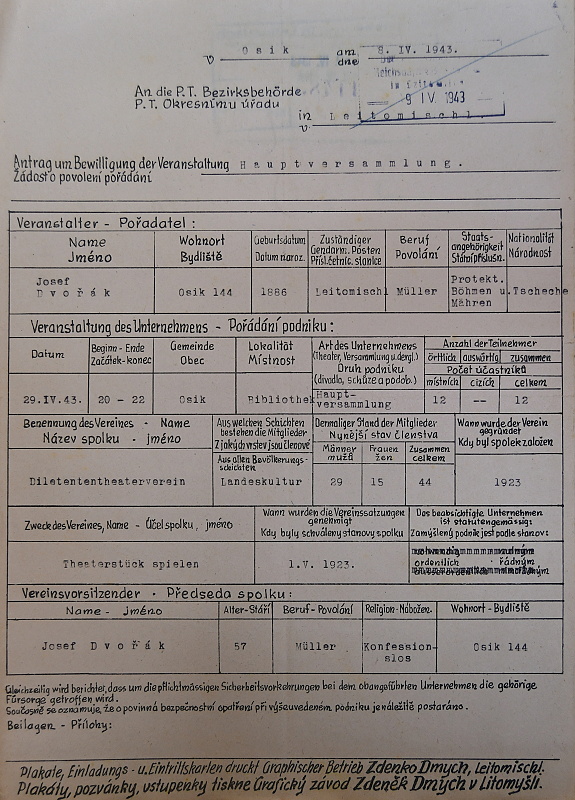 v Osik am dne 8. IV. 1943.
An die P.T. Bezirksbehörde
P.T. Okresnímu úřadu
9 IV 1943
in v Leitomischl.
Antrag um Bewilligung der Veranstaltung Hauptversammlung.
Žádost o povolení pořádání
Veranstalter - Pořadatel:
Name Wohnort Geburtsdatum Zuständiger Gendarm. Posten Beruf Staatsangehörigkeit Nationalität
Jméno Bydliště Datum naroz. Přísl. četnic. stanice Povolání Státní příslušn. Národnost
Josef Dvořák Osik 144 1886 Leitomischl Müller Protekt. Böhmen u. Mähren Tscheche
Veranstaltung des Unternehmens - Pořádání podniku:
Datum Beginn - Ende Gemeinde Lokalität Art des Unternehmens (Theater, Versammlung u. dergl.) Anzahl der Teilnehmer
örtlich auswärtig zusammen
Začátek - konec Obec Místnost Druh podniku (divadlo, schůze a podob.) Počet účastníků
místních cizích celkem
29.IV.43. 20 - 22 Osik Bibliothek Hauptversammlung 12 -- 12
Benennung des Vereines - Name Aus welchen Schichten bestehen die Mitglieder Dermaliger Stand der Mitglieder Wann wurde der Verein gegründet
Název spolku - jméno Z jakých vrstev jsou členové Nynější stav členstva Kdy byl spolek založen
Aus allen Bevölkerungsschichten Männer mužů Frauen žen Zusammen celkem
Diletentenheaterverein Landeskultur 29 15 44 1923
Zweck des Vereines, Name - Účel spolku, jméno Wann wurden die Vereinssatzungen genehmigt Das beabsichtigte Unternehmen ist statutengemässig:
Kdy byly schváleny stanovy spolku Zamýšlený podnik jest podle stanov:
Theaterstück spielen 1.V. 1923. ordentlich - řádným
Vereinsvorsitzender - Předseda spolku:
Name - Jméno Alter - Stáří Beruf - Povolání Religion - Nábožen. Wohnort - Bydliště
Josef Dvořák 57 Müller Konfessionslos Osik 144
Gleichzeitig wird berichtet, dass um die pflichtmässigen Sicherheitsvorkehrungen bei dem obangeführten Unternehmen die gehörige
Fürsorge getroffen wird.
Současně se oznamuje, že o povinná bezpečnostní opatření při výšeuvedeném podniku je náležitě postaráno.
Beilagen - Přílohy:
Plakate, Einladungs - u. Eintrittskarten druckt Graphischer Betrieb Zdenko Dmych, Leitomischl.
Plakáty, pozvánky, vstupenky tiskne Grafický závod Zdeněk Dmych v Litomyšli.